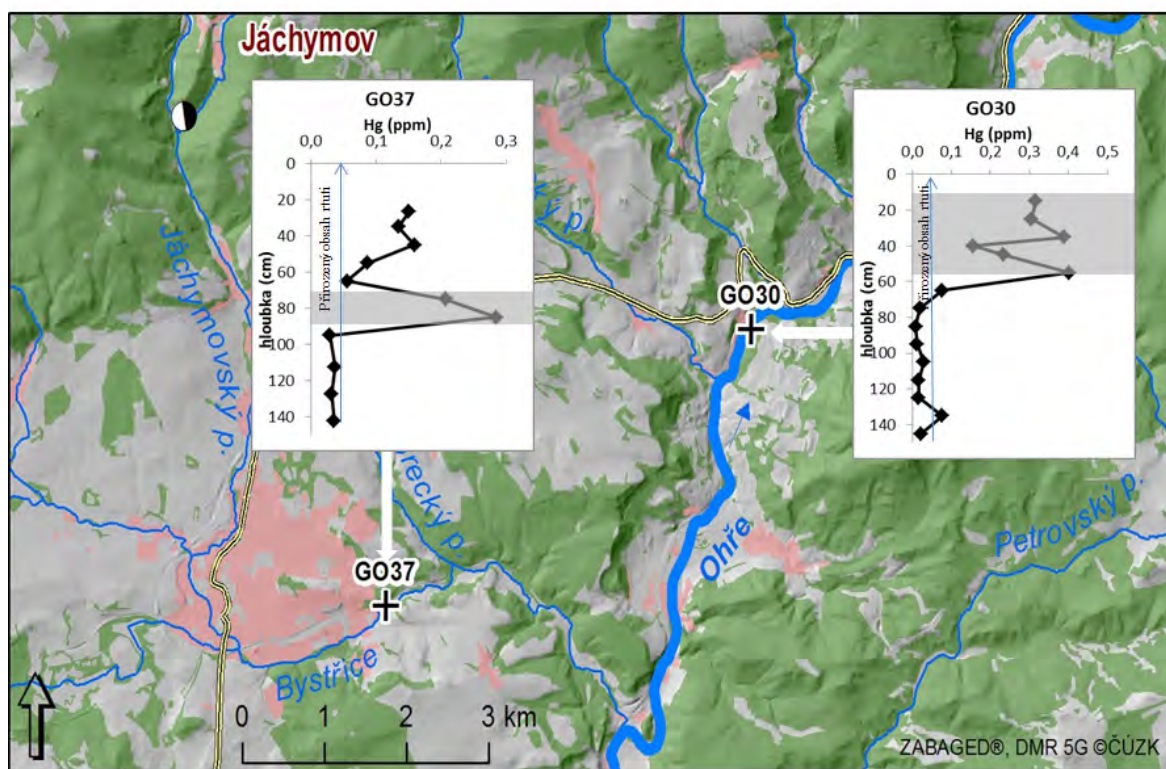 Jáchymov
GO37
Hg (ppm)
0,0 0,1 0,2 0,3
0
20
40
60
80
100
120
140
hloubka (cm)
Přirozený obsah rtuti
GO30
Hg (ppm)
0,0 0,1 0,2 0,3 0,4 0,5
0
20
40
60
80
100
120
140
hloubka (cm)
Přirozený obsah rtuti
ký p.
Jáchymovský p.
GO30
řecký p.
Ohře
Petrovský p.
GO37
Bystřice
0 1 2 3 km
ZABAGED®, DMR 5G ©ČÚZK